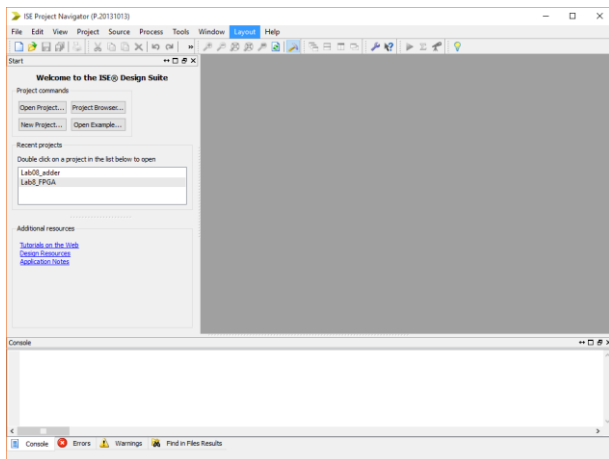 ISE Project Navigator (P.20131013)
File Edit View Project Source Process Tools Window Layout Help
Start
Welcome to the ISE® Design Suite
Project commands
Open Project... Project Browser...
New Project... Open Example...
Recent projects
Double click on a project in the list below to open
Lab08_adder
Lab8_FPGA
Additional resources
Tutorials on the Web
Design Resources
Application Notes
Console
Console Errors Warnings Find in Files Results